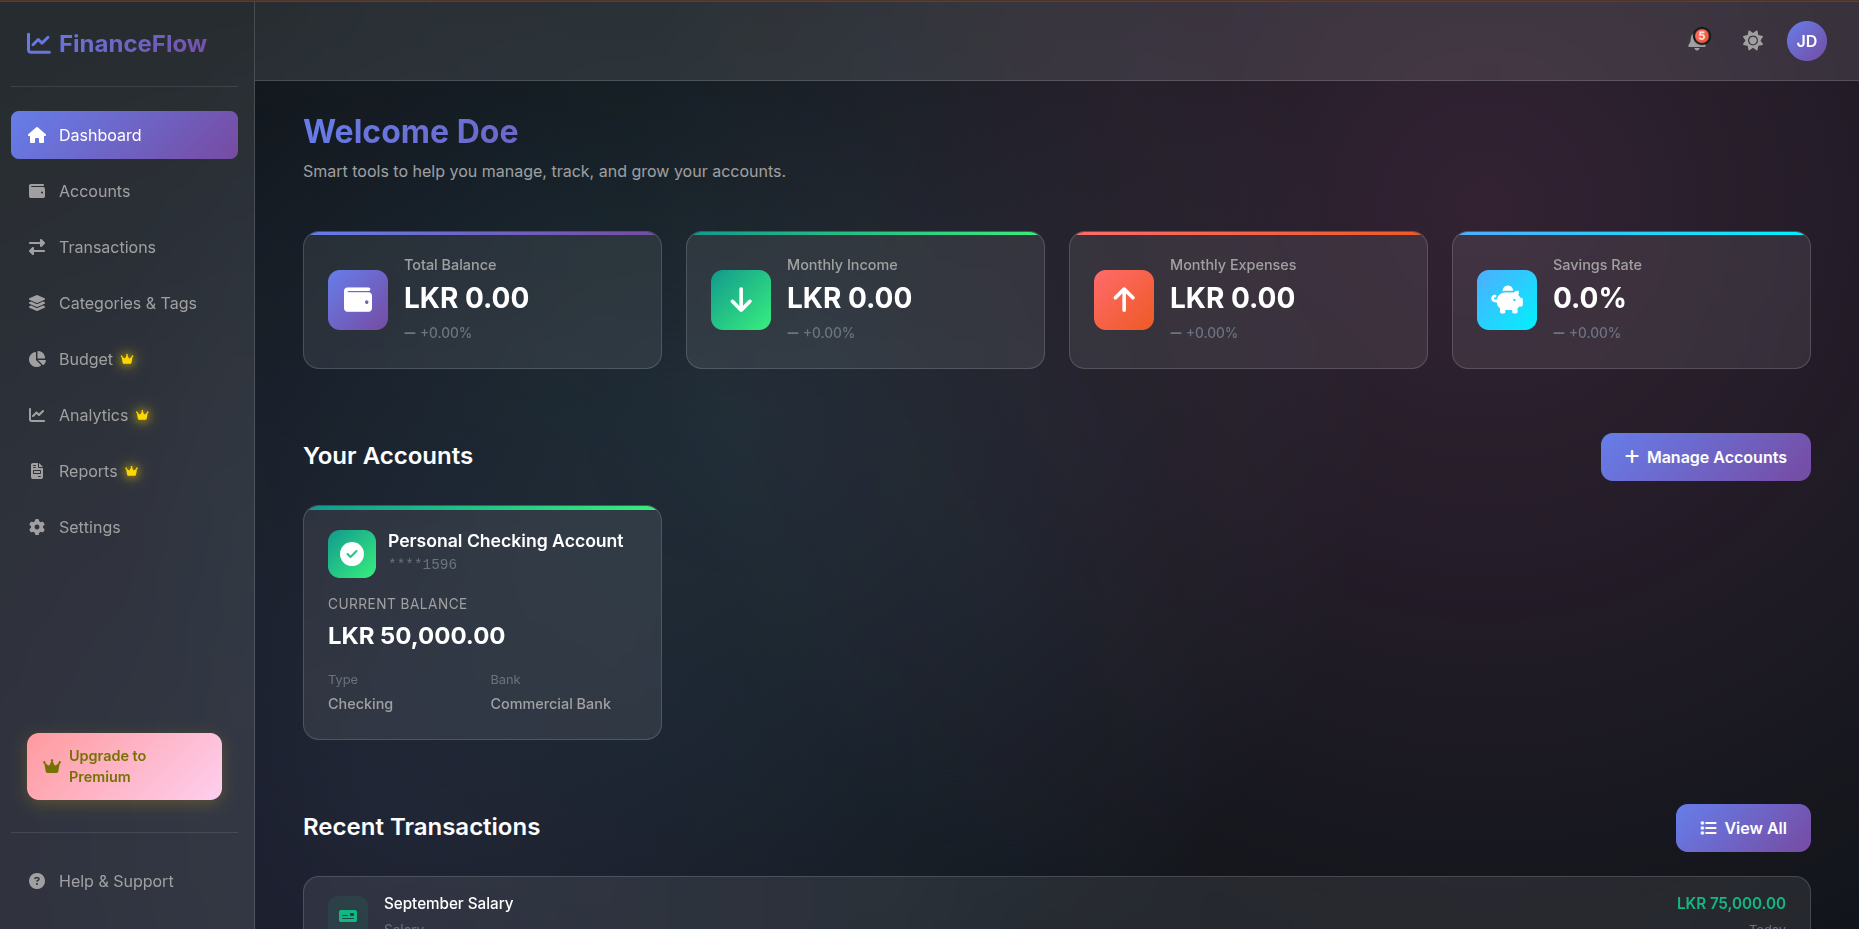 FinanceFlow
5
JD
Dashboard
Accounts
Transactions
Categories & Tags
Budget
Analytics
Reports
Settings
Upgrade to
Premium
Help & Support
Welcome Doe
Smart tools to help you manage, track, and grow your accounts.
Total Balance
LKR 0.00
— +0.00%
Monthly Income
LKR 0.00
— +0.00%
Monthly Expenses
LKR 0.00
— +0.00%
Savings Rate
0.0%
— +0.00%
Your Accounts
+ Manage Accounts
Personal Checking Account
****1596
CURRENT BALANCE
LKR 50,000.00
Type
Bank
Checking
Commercial Bank
Recent Transactions
View All
September Salary
LKR 75,000.00
Salary
Today